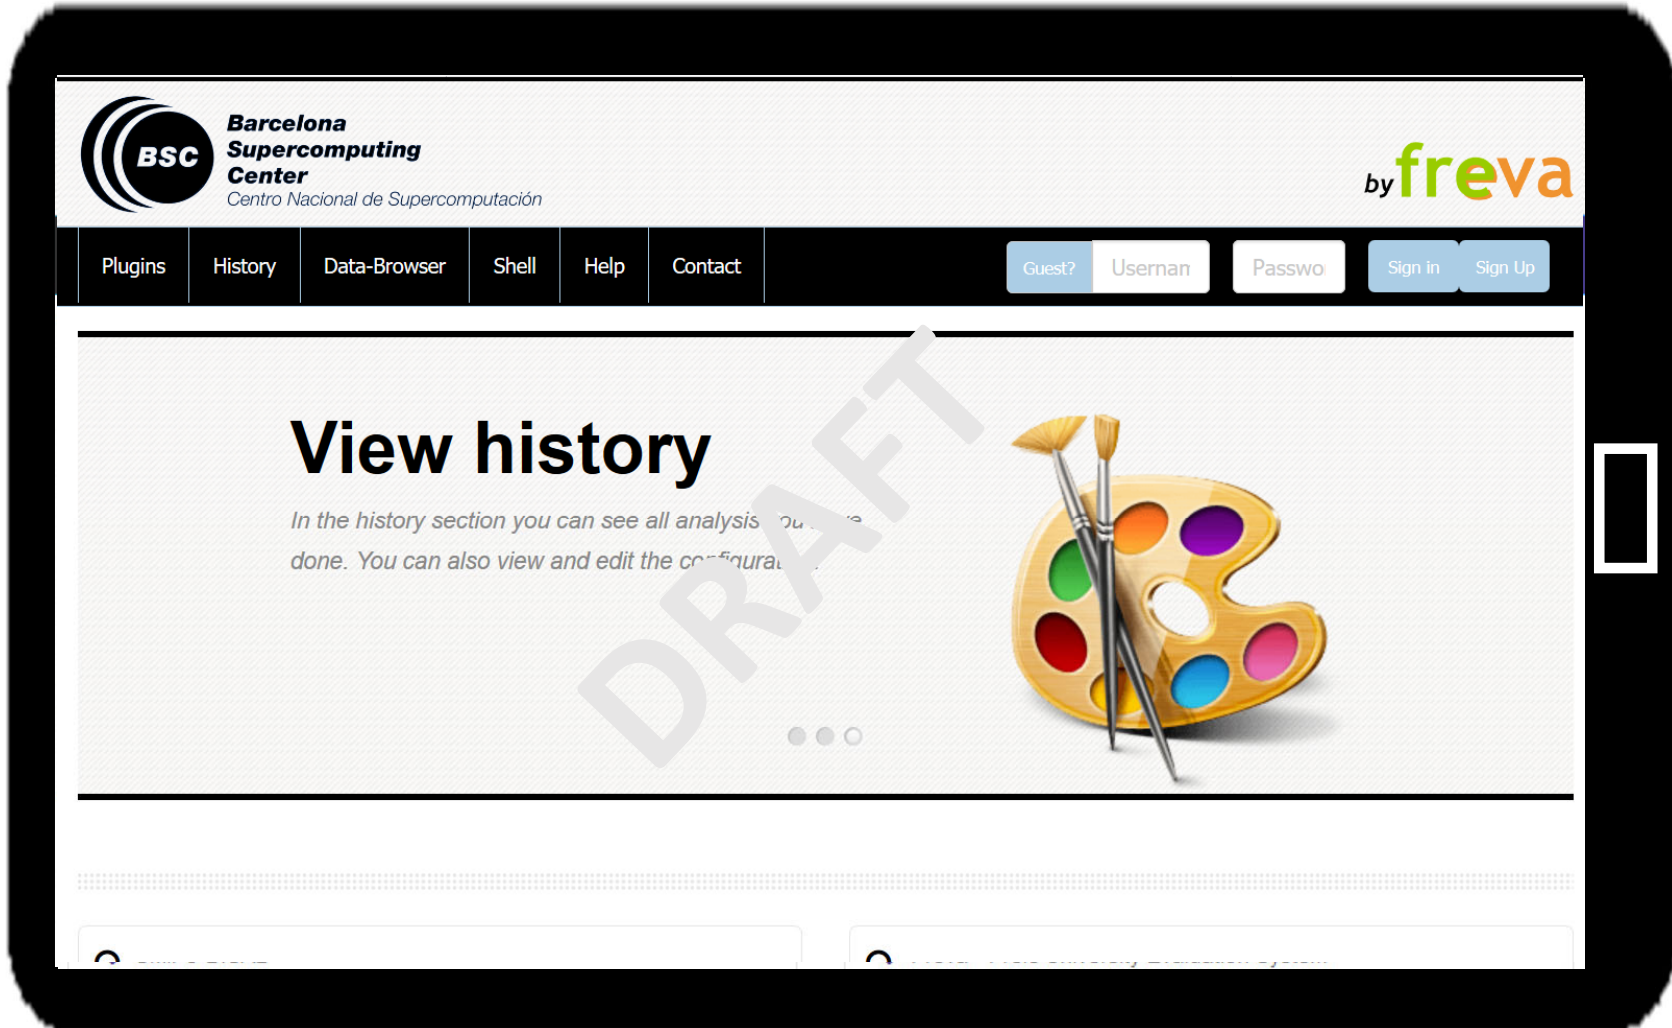 BSC
Barcelona
Supercomputing
Center
Centro Nacional de Supercomputación
by freva
Plugins History Data-Browser Shell Help Contact Guest? Usernan Passwo Sign in Sign Up
View history
In the history section you can see all analysis
done. You can also view and edit the
DRAFT